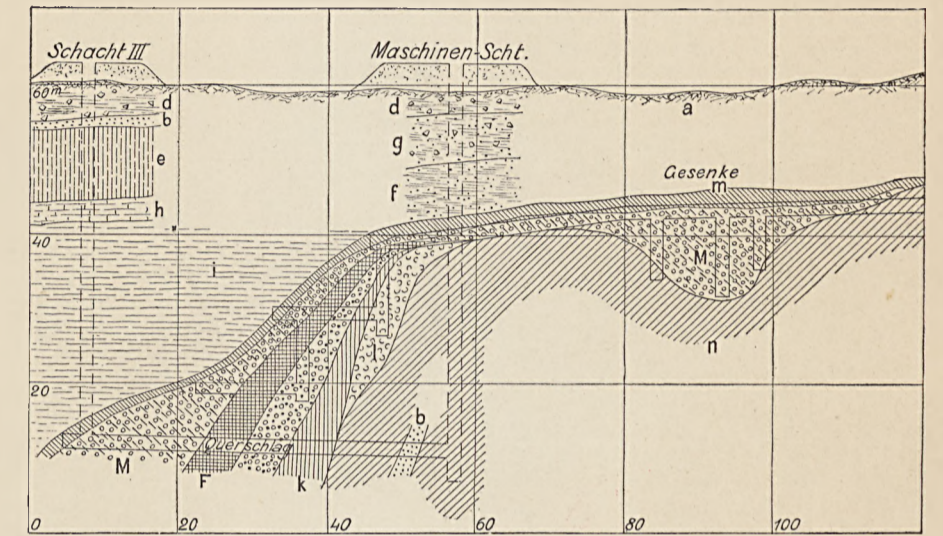 Schacht III
Maschinen-Scht.
60 m
d
b
d
a
e
g
Gesenke
m
f
h
40
i
M
l
n
20
b
Querschlag
M
F
k
0
20
40
60
80
100